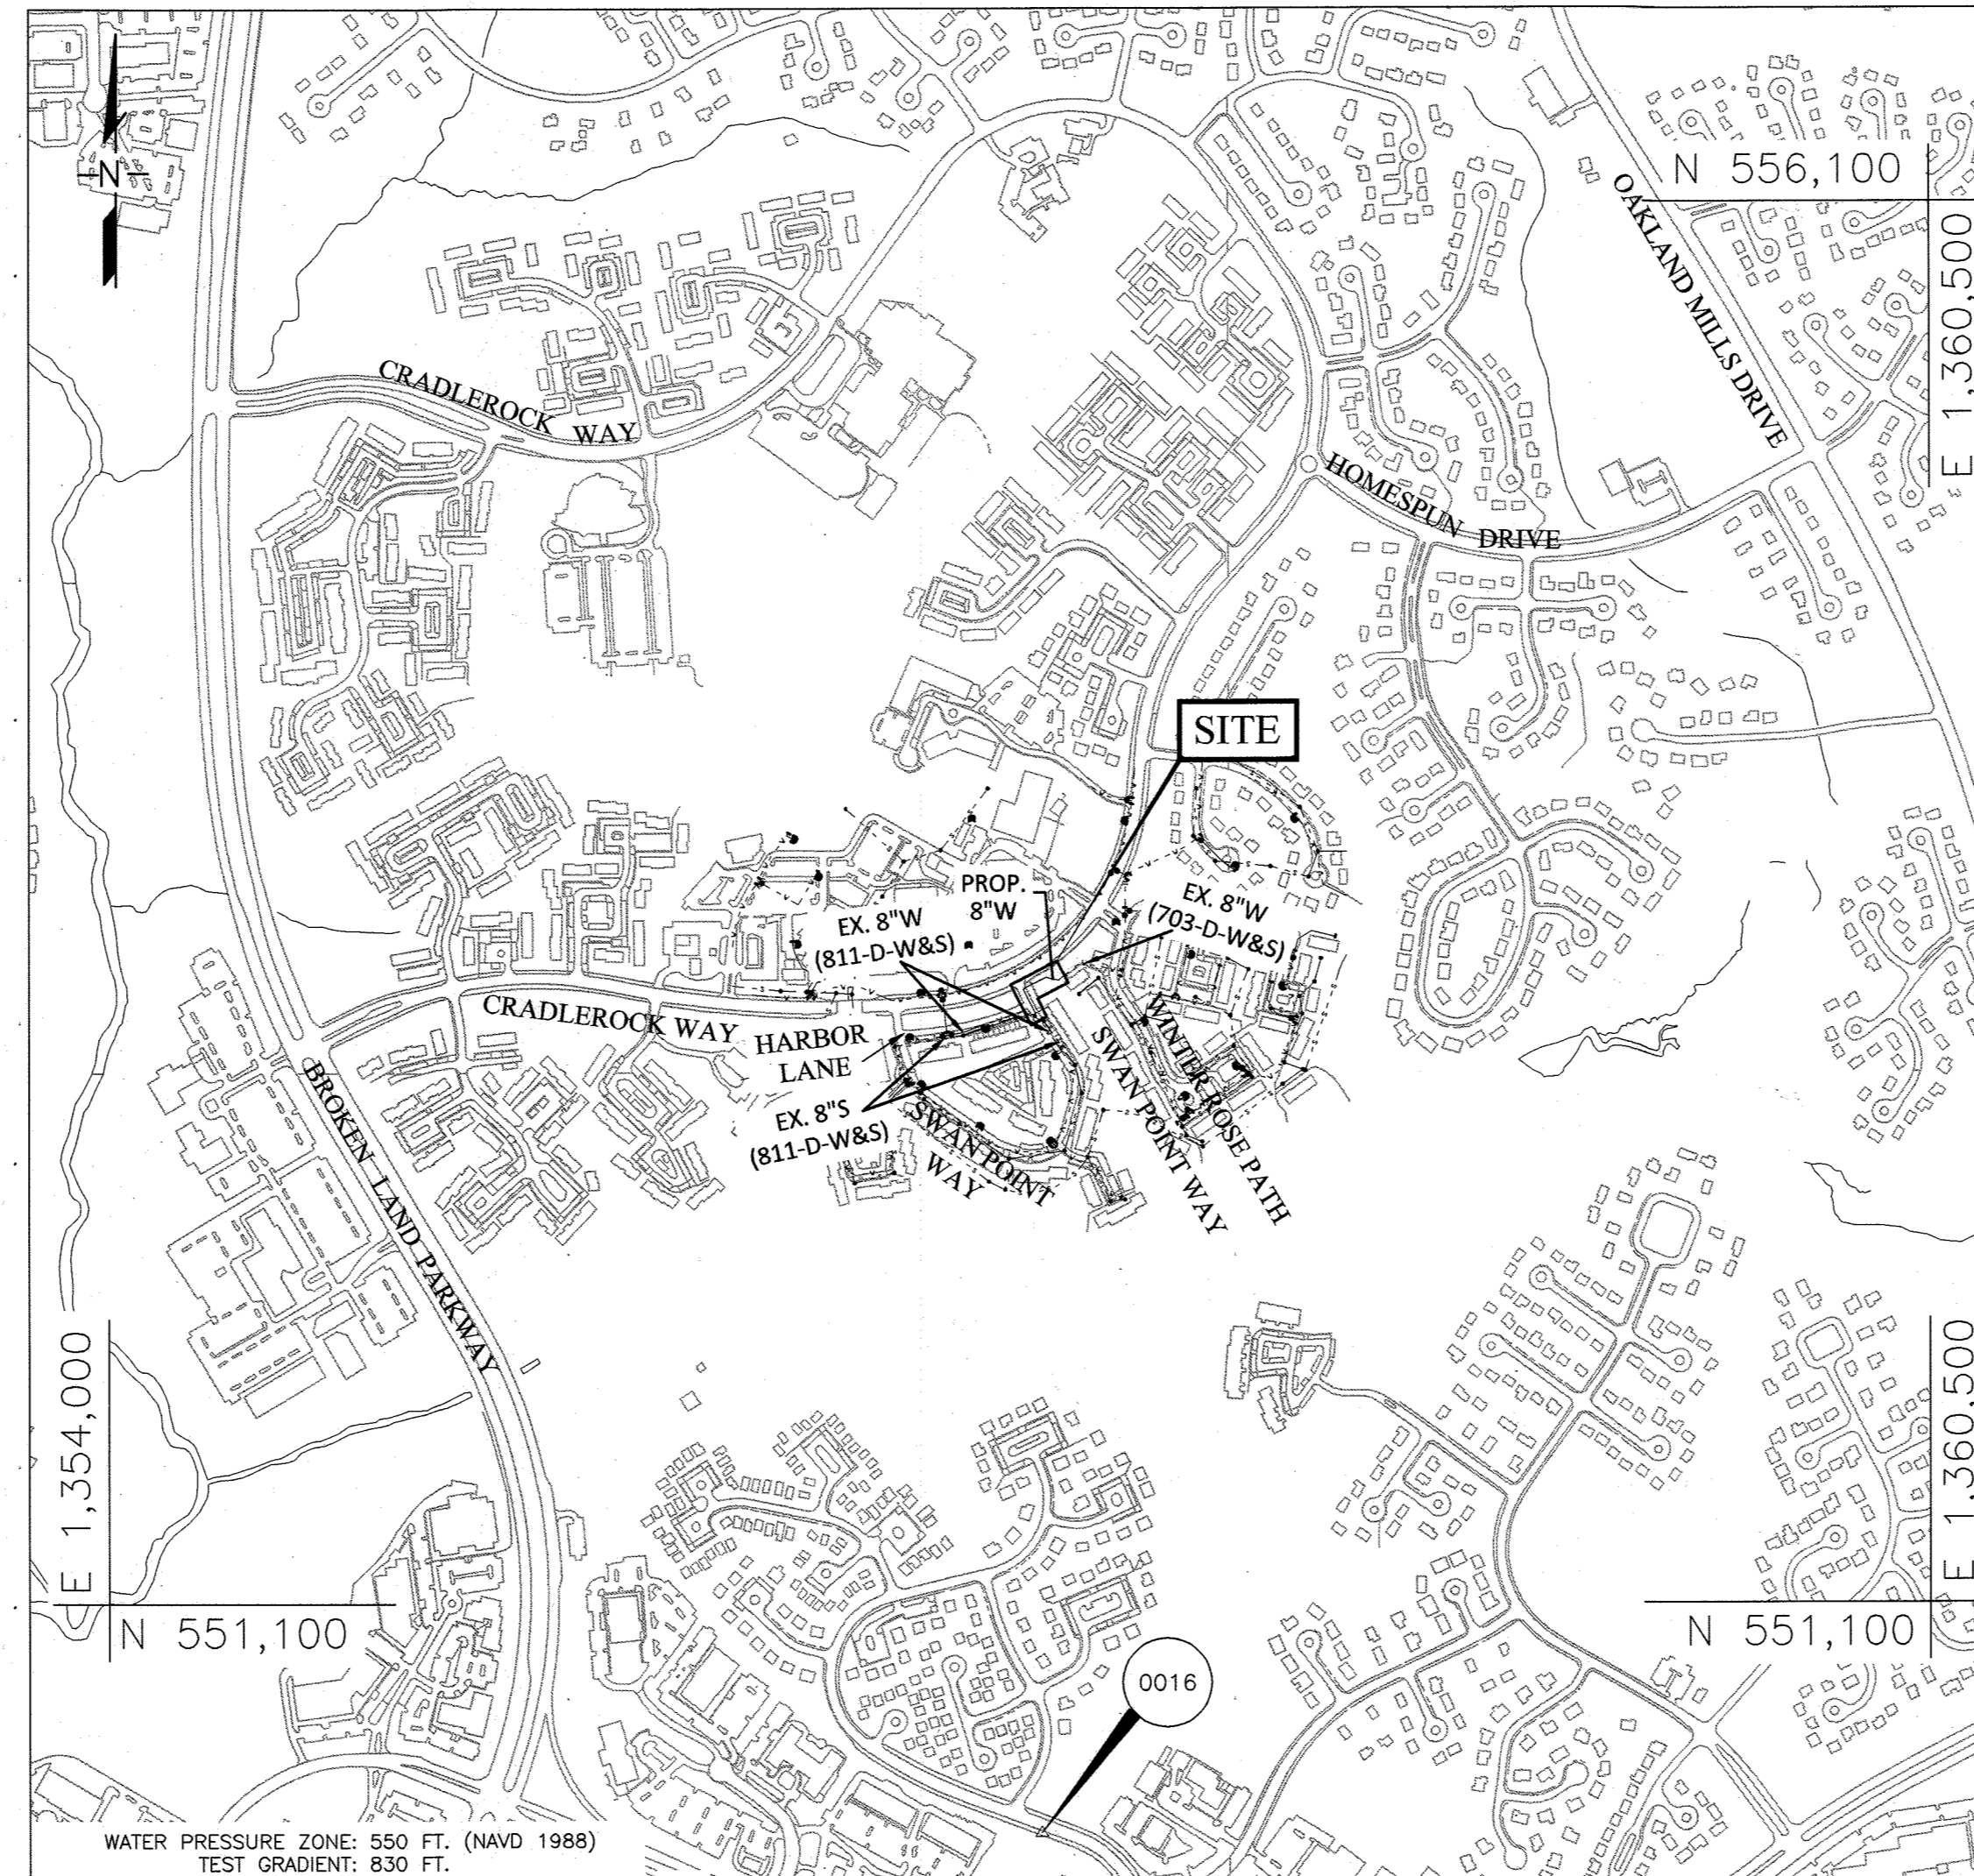 N
N 556,100
E 1,360,500
OAKLAND MILLS DRIVE
CRADLEROCK WAY
HOMESPUN DRIVE
SITE
PROP.
8"W
EX. 8"W
(811-D-W&S)
EX. 8"W
(703-D-W&S)
CRADLEROCK WAY
HARBOR
LANE
EX. 8"S
(811-D-W&S)
SWAN POINT
WAY
SWAN POINT WAY
WINTER ROSE PATH
BROKEN LAND PARKWAY
E 1,354,000
N 551,100
E 1,360,500
N 551,100
0016
WATER PRESSURE ZONE: 550 FT. (NAVD 1988)
TEST GRADIENT: 830 FT.